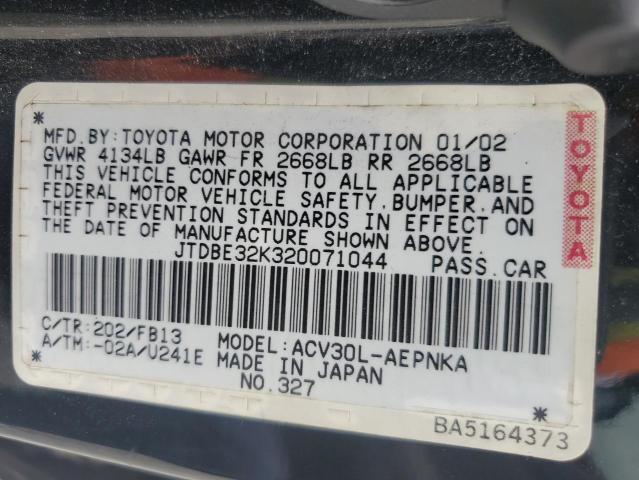 MFD.BY:TOYOTA MOTOR CORPORATION 01/02
GVWR 4134LB GAWR FR 2668LB RR 2668LB
THIS VEHICLE CONFORMS TO ALL APPLICABLE
FEDERAL MOTOR VEHICLE SAFETY,BUMPER,AND
THEFT PREVENTION STANDARDS IN EFFECT ON
THE DATE OF MANUFACTURE SHOWN ABOVE.
JTDBE32K320071044 PASS.CAR
C/TR:202/FB13 MODEL:ACV30L-AEPNKA
A/TM:-02A/U241E MADE IN JAPAN
NO.327
BA5164373
TOYOTA